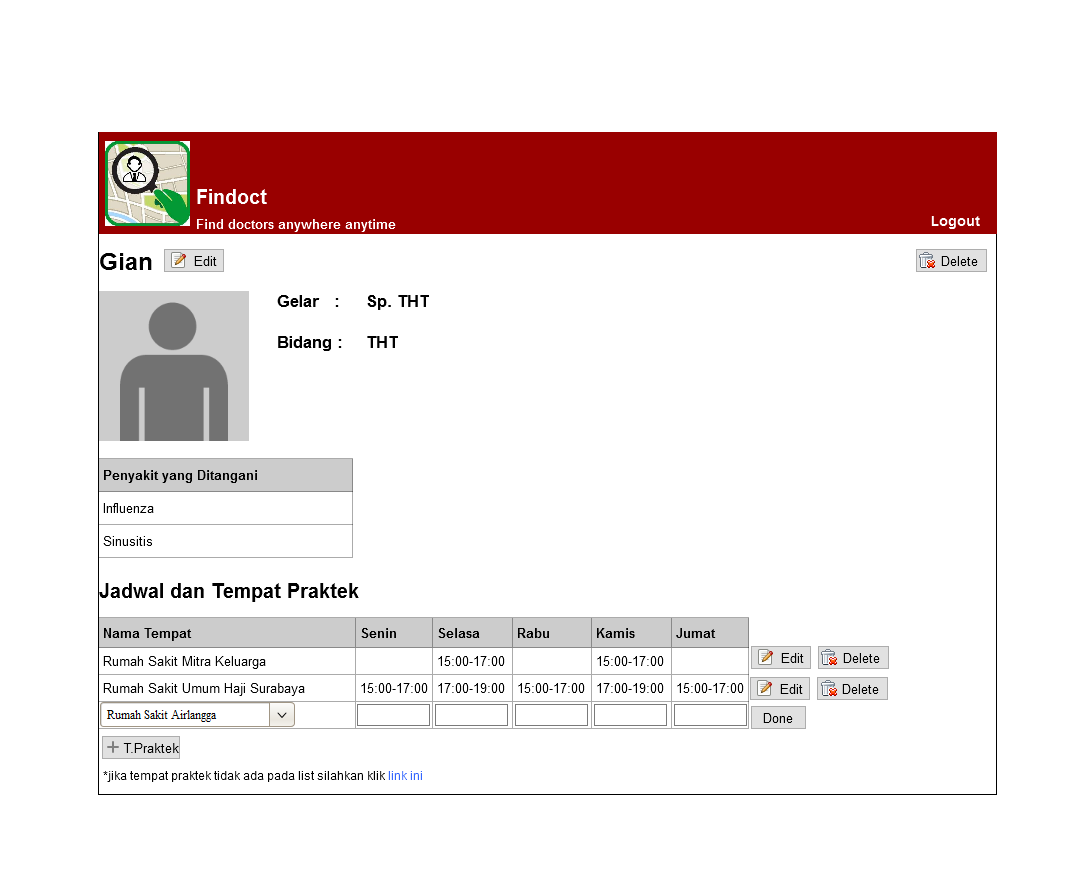 Findoct
Find doctors anywhere anytime
Logout
Gian Edit Delete
Gelar : Sp. THT
Bidang : THT
Penyakit yang Ditangani
Influenza
Sinusitis
Jadwal dan Tempat Praktek
Nama Tempat Senin Selasa Rabu Kamis Jumat
Rumah Sakit Mitra Keluarga 15:00-17:00 15:00-17:00 Edit Delete
Rumah Sakit Umum Haji Surabaya 15:00-17:00 17:00-19:00 15:00-17:00 17:00-19:00 15:00-17:00 Edit Delete
Rumah Sakit Airlangga Done
+ T.Praktek
*jika tempat praktek tidak ada pada list silahkan klik link ini